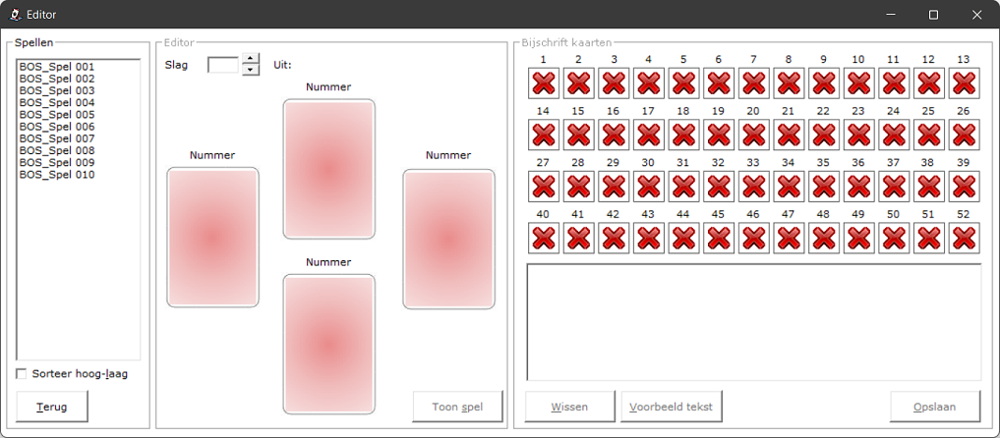 Editor
Spellen
BOS_Spel 001
BOS_Spel 002
BOS_Spel 003
BOS_Spel 004
BOS_Spel 005
BOS_Spel 006
BOS_Spel 007
BOS_Spel 008
BOS_Spel 009
BOS_Spel 010
Sorteer hoog-laag
Terug
Editor
Slag Uit:
Nummer
Nummer Nummer
Nummer
Toon spel
Bijschrift kaarten
1 2 3 4 5 6 7 8 9 10 11 12 13
14 15 16 17 18 19 20 21 22 23 24 25 26
27 28 29 30 31 32 33 34 35 36 37 38 39
40 41 42 43 44 45 46 47 48 49 50 51 52
Wissen Voorbeeld tekst Opslaan